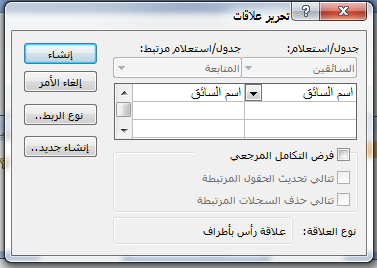 تحرير علاقات
جدول/استعلام: جدول/استعلام مرتبط:
السائقين المتابعة
اسم السائق اسم السائق
إنشاء
إلغاء الأمر
نوع الربط..
إنشاء جديد..
فرض التكامل المرجعي
تتالي تحديث الحقول المرتبطة
تتالي حذف السجلات المرتبطة
نوع العلاقة: علاقة رأس بأطراف